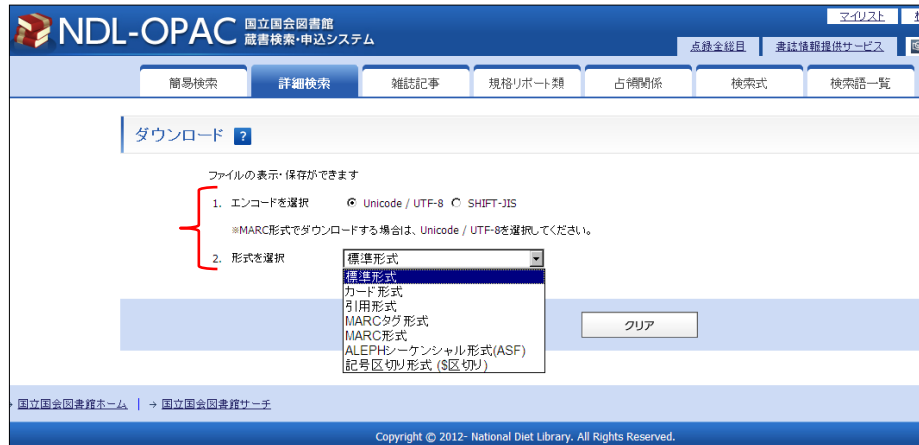 NDL-OPAC 国立国会図書館
蔵書検索・申込システム
マイリスト
点録全総目 書誌情報提供サービス
簡易検索 詳細検索 雑誌記事 規格リポート類 占領関係 検索式 検索語一覧
ダウンロード ?
ファイルの表示・保存ができます
1. エンコードを選択 Unicode / UTF-8 SHIFT-JIS
※MARC形式でダウンロードする場合は、Unicode / UTF-8を選択してください。
2. 形式を選択 標準形式
標準形式
カード形式
引用形式
MARCタグ形式
MARC形式
ALEPHシーケンシャル形式(ASF)
記号区切り形式 ($区切り)
クリア
国立国会図書館ホーム | → 国立国会図書館サーチ
Copyright © 2012- National Diet Library. All Rights Reserved.